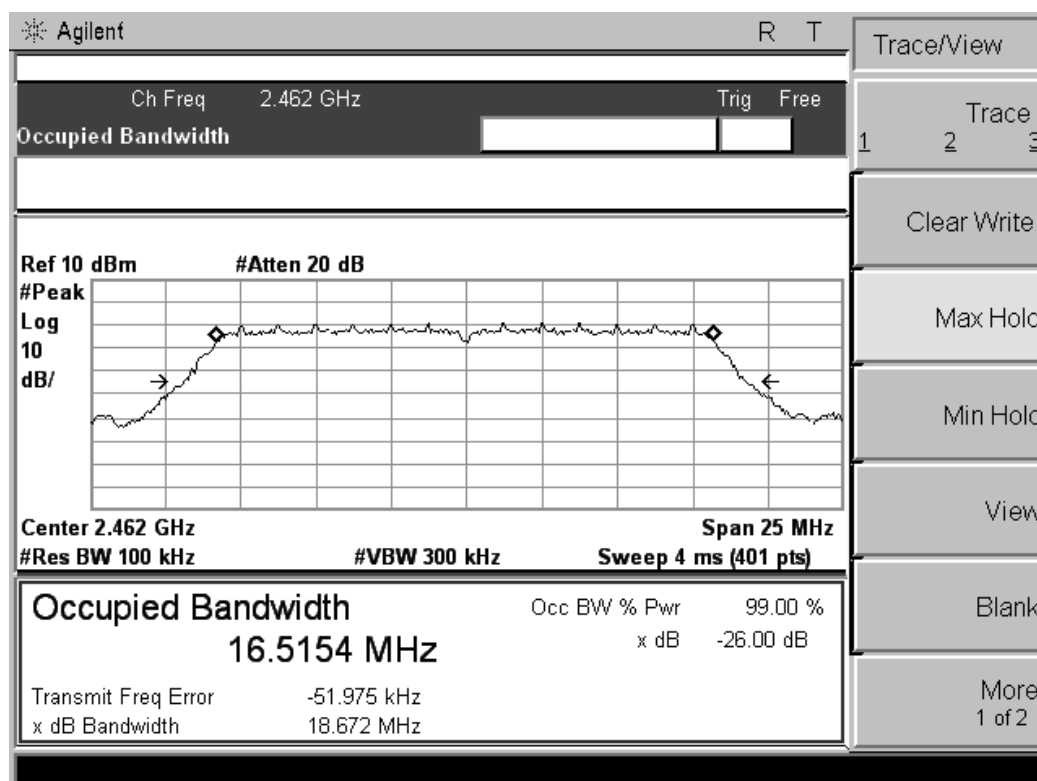 Agilent R T
Trace/View
Ch Freq 2.462 GHz Trig Free
Occupied Bandwidth
Trace
1 2 3
Clear Write
Max Hold
Min Hold
View
Blank
More
1 of 2
Ref 10 dBm #Atten 20 dB
#Peak
Log
10
dB/
Center 2.462 GHz Span 25 MHz
#Res BW 100 kHz #VBW 300 kHz Sweep 4 ms (401 pts)
Occupied Bandwidth Occ BW % Pwr 99.00 %
16.5154 MHz x dB -26.00 dB
Transmit Freq Error -51.975 kHz
x dB Bandwidth 18.672 MHz